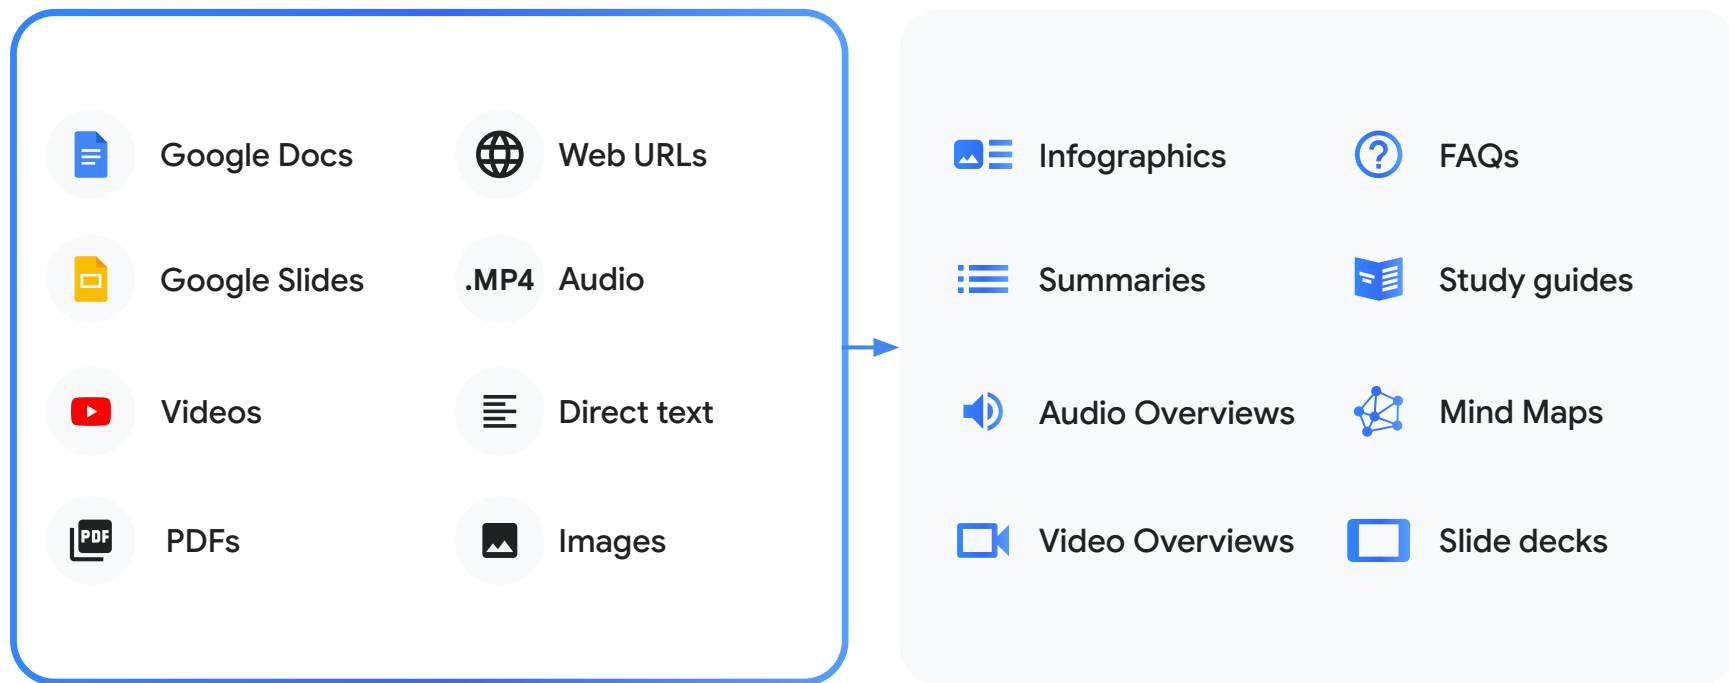 Google Docs
Web URLs
Google Slides
.MP4 Audio
Videos
Direct text
PDF PDFs
Images
Infographics
FAQs
Summaries
Study guides
Audio Overviews
Mind Maps
Video Overviews
Slide decks